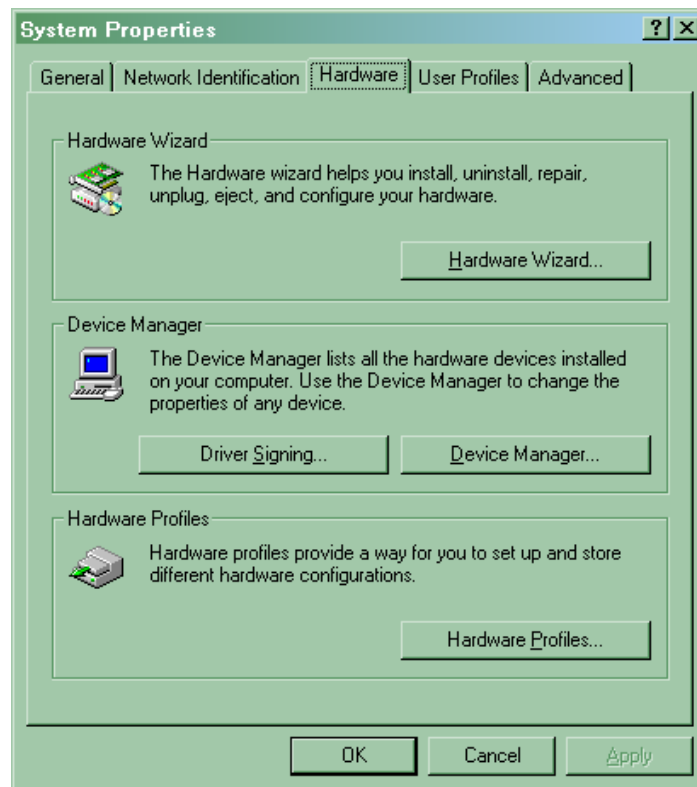 System Properties
General
Network Identification
Hardware
User Profiles
Advanced
Hardware Wizard
The Hardware wizard helps you install, uninstall, repair,
unplug, eject, and configure your hardware.
Hardware Wizard...
Device Manager
The Device Manager lists all the hardware devices installed
on your computer. Use the Device Manager to change the
properties of any device.
Driver Signing...
Device Manager...
Hardware Profiles
Hardware profiles provide a way for you to set up and store
different hardware configurations.
Hardware Profiles...
OK
Cancel
Apply